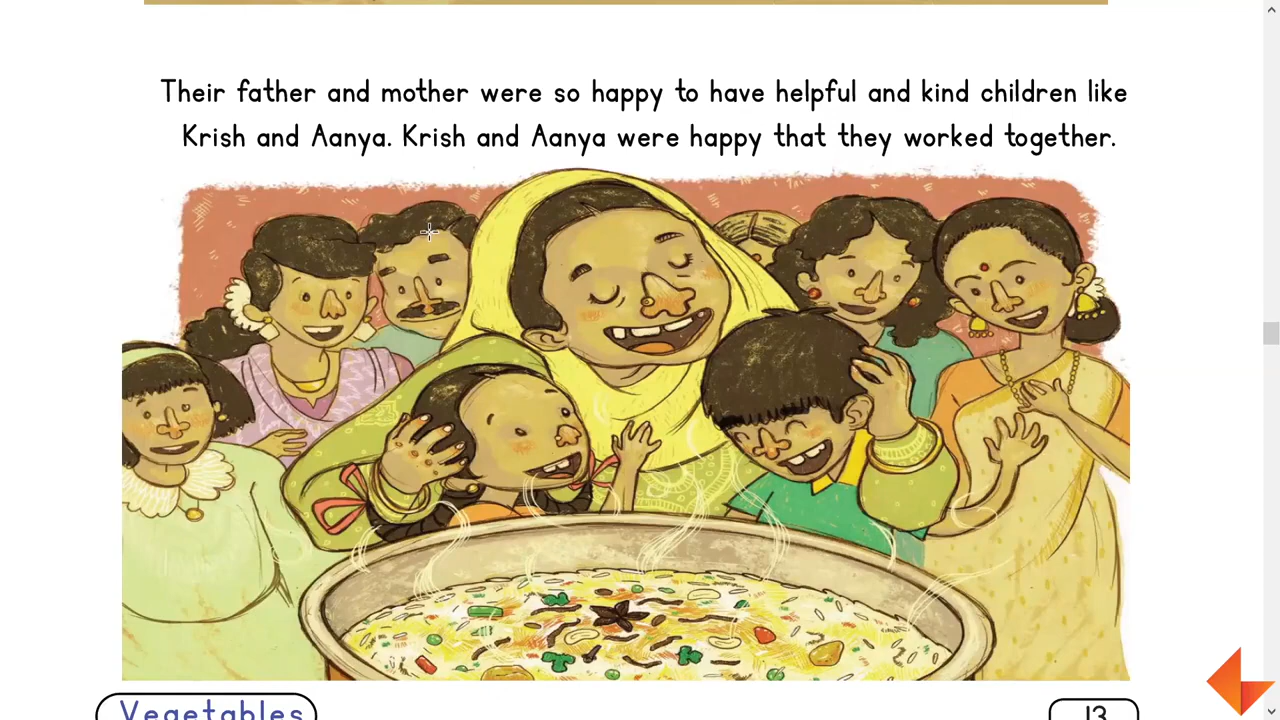 Their father and mother were so happy to have helpful and kind children like
Krish and Aanya. Krish and Aanya were happy that they worked together.
Vegetables
13